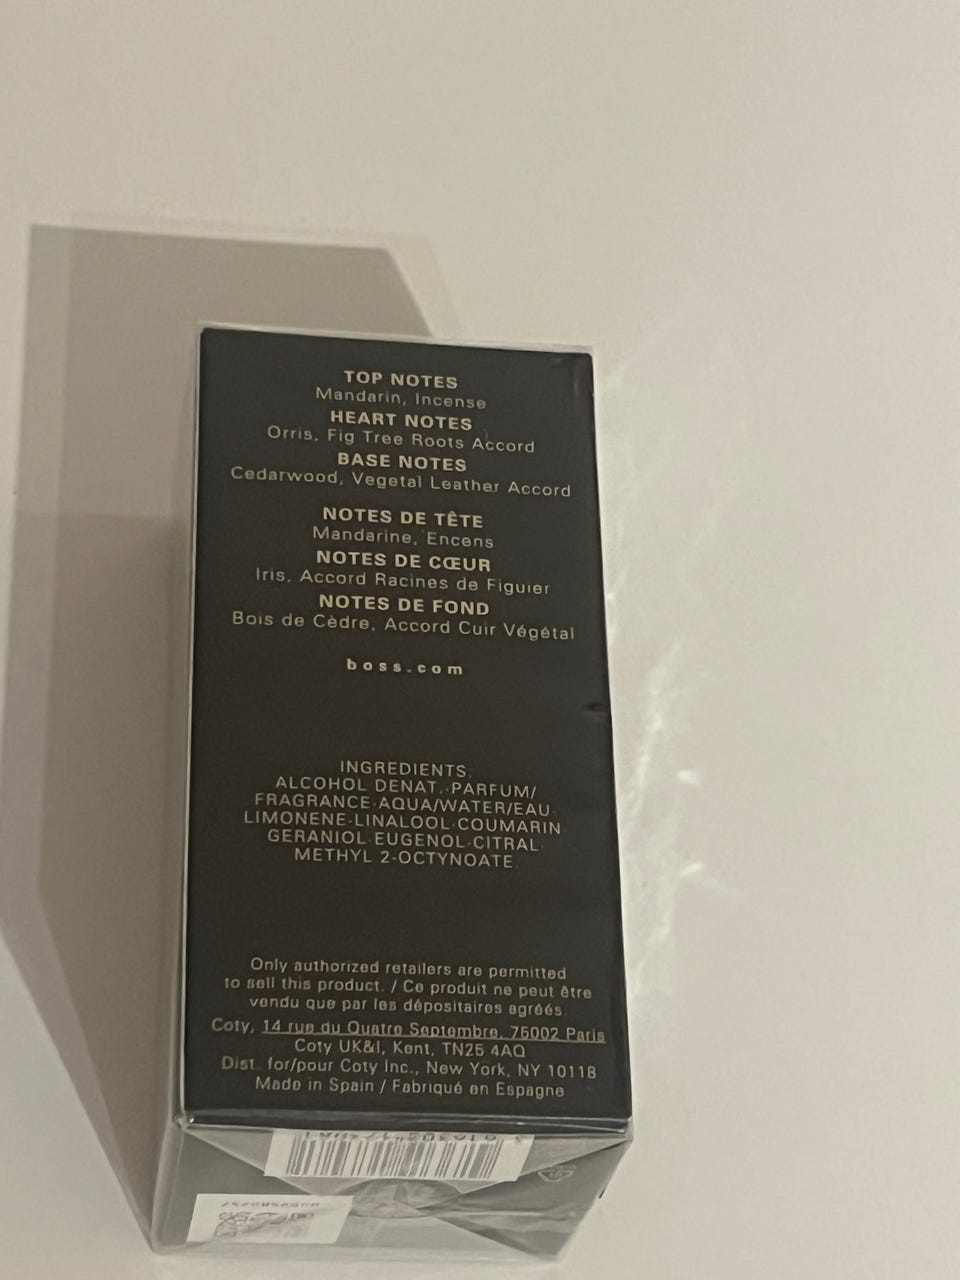 TOP NOTES
Mandarin, Incense
HEART NOTES
Orris, Fig Tree Roots Accord
BASE NOTES
Cedarwood, Vegetal Leather Accord
NOTES DE TÊTE
Mandarine, Encens
NOTES DE CŒUR
Iris, Accord Racines de Figuier
NOTES DE FOND
Bois de Cèdre, Accord Cuir Végétal
boss.com
INGREDIENTS:
ALCOHOL DENAT.·PARFUM/
FRAGRANCE·AQUA/WATER/EAU·
LIMONENE·LINALOOL·COUMARIN·
GERANIOL·EUGENOL·CITRAL·
METHYL 2-OCTYNOATE.
Only authorized retailers are permitted
to sell this product. / Ce produit ne peut être
vendu que par les dépositaires agréés.
Coty, 14 rue du Quatre Septembre, 75002 Paris
Coty UK&I, Kent, TN25 4AQ
Dist. for/pour Coty Inc., New York, NY 10118
Made in Spain / Fabriqué en Espagne